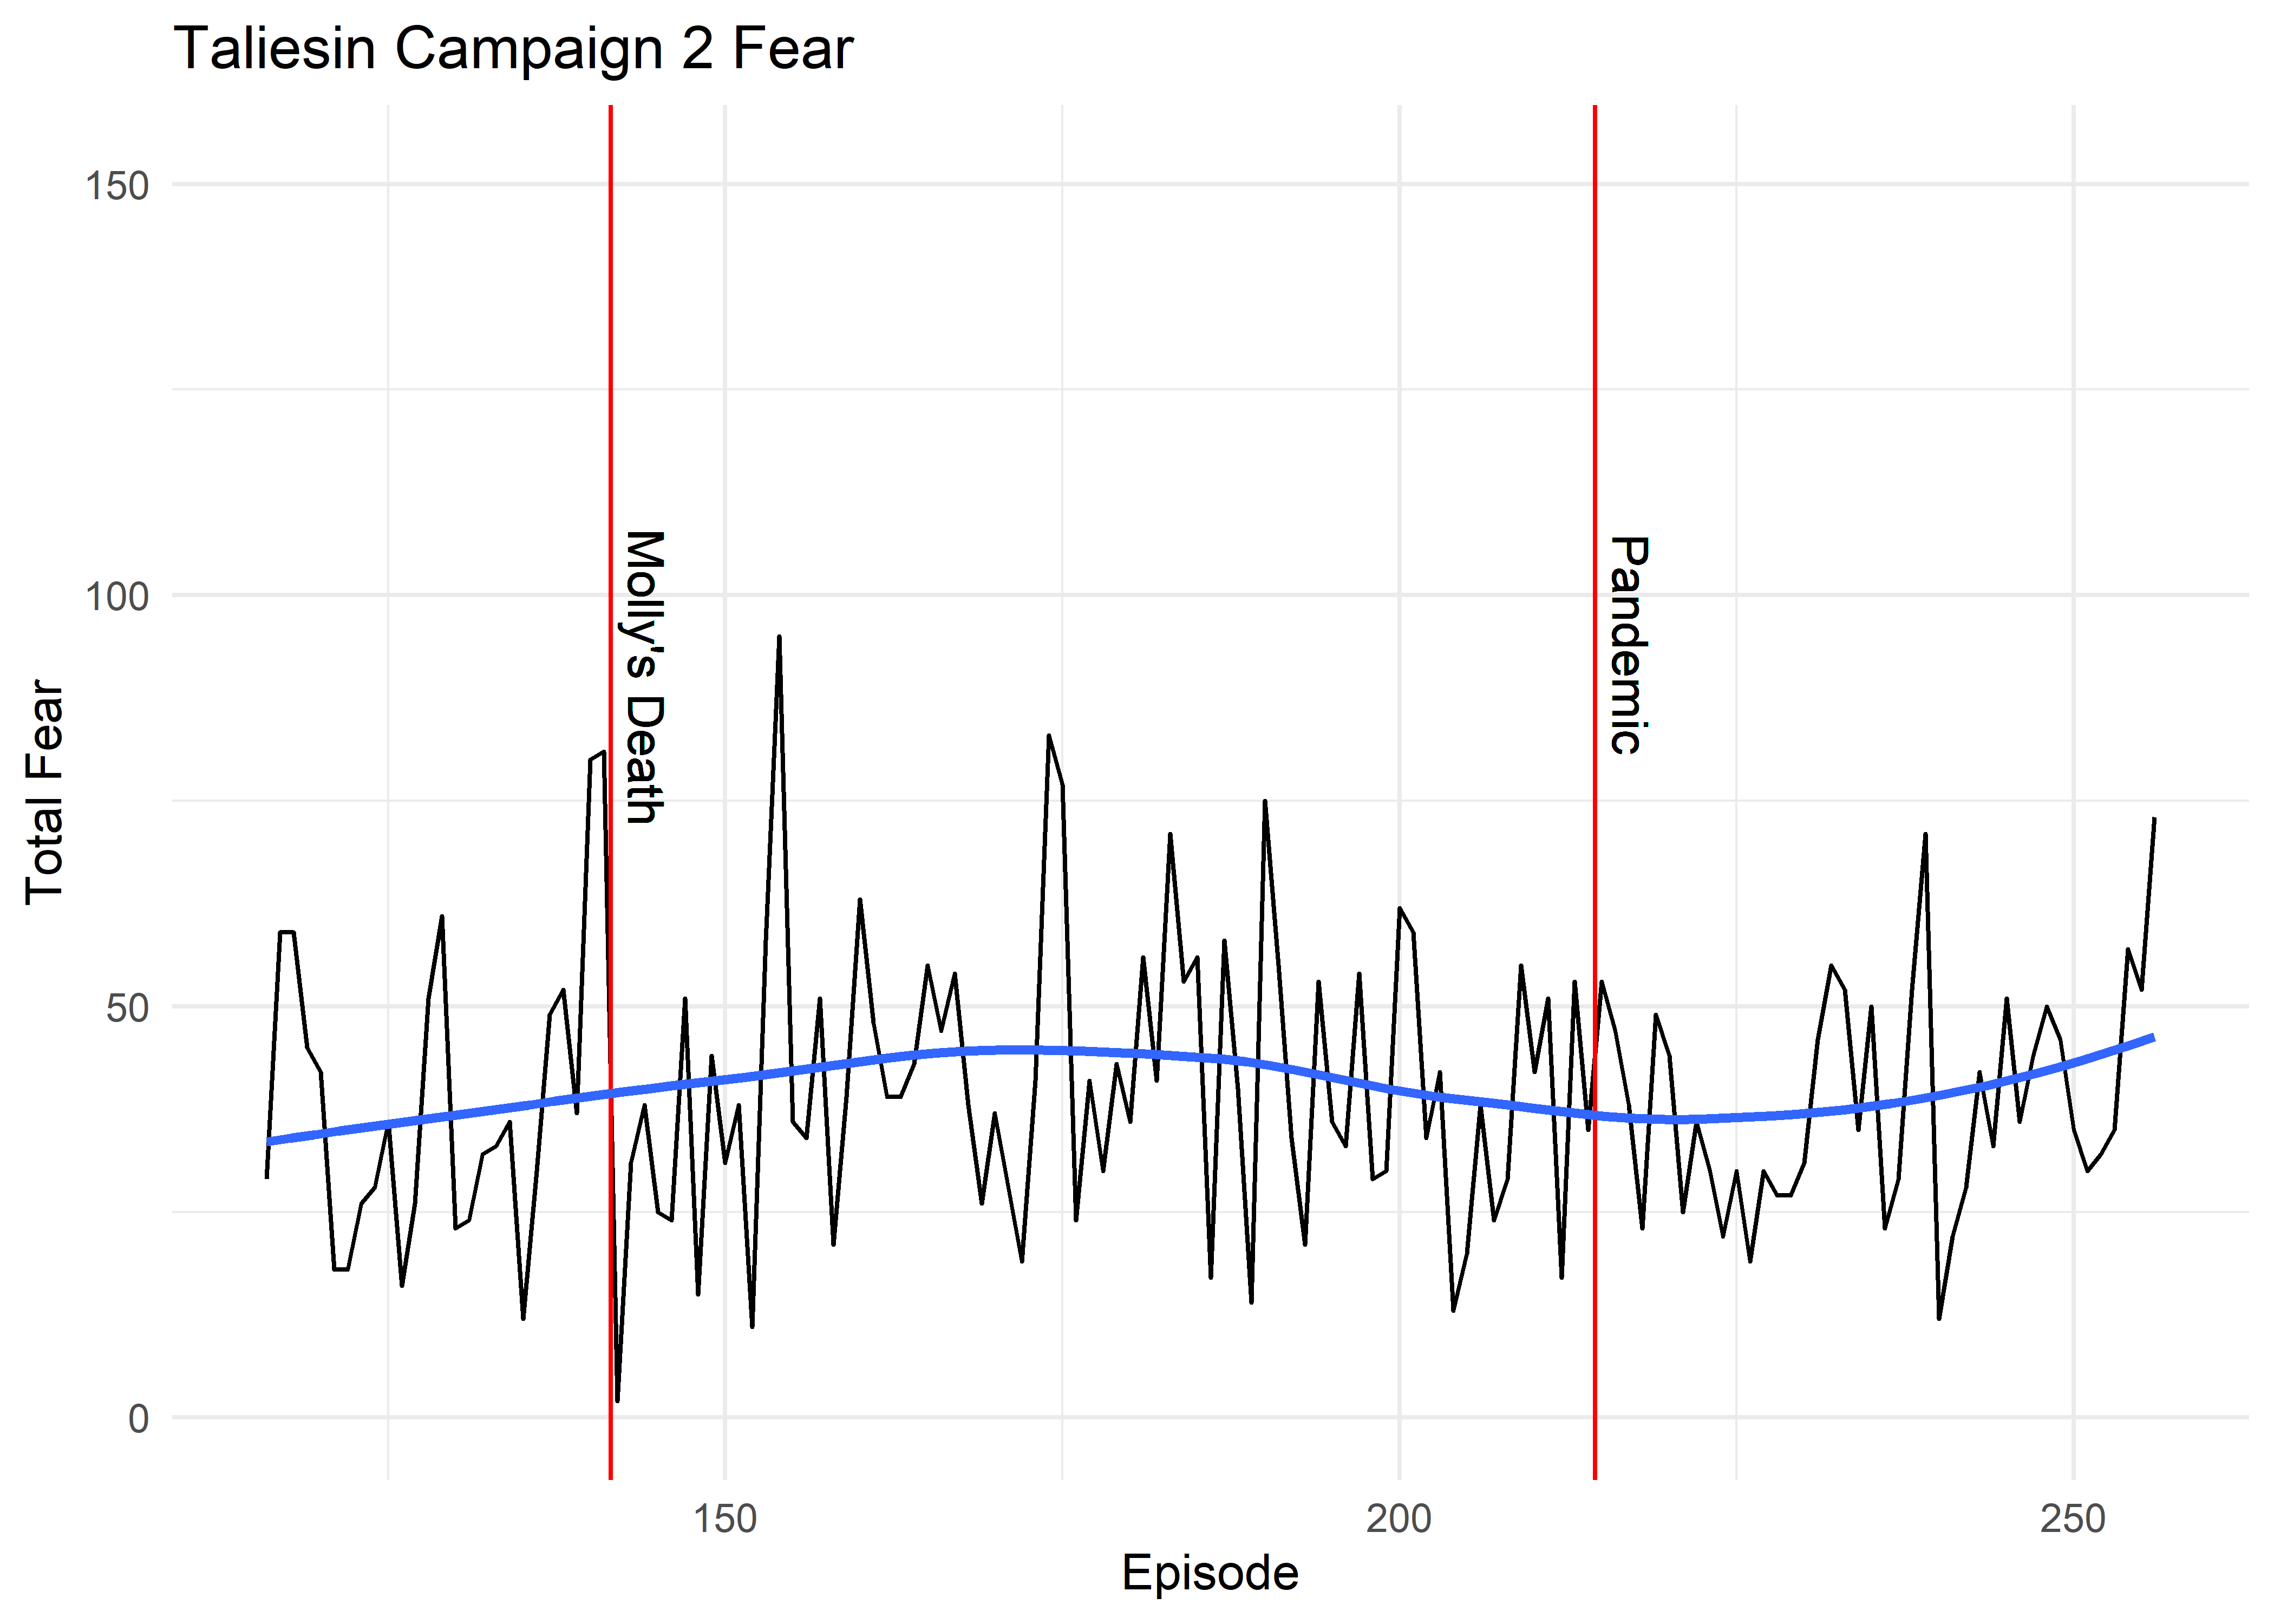 Taliesin Campaign 2 Fear
150
100
50
0
Total Fear
Molly's Death
Pandemic
150
200
250
Episode